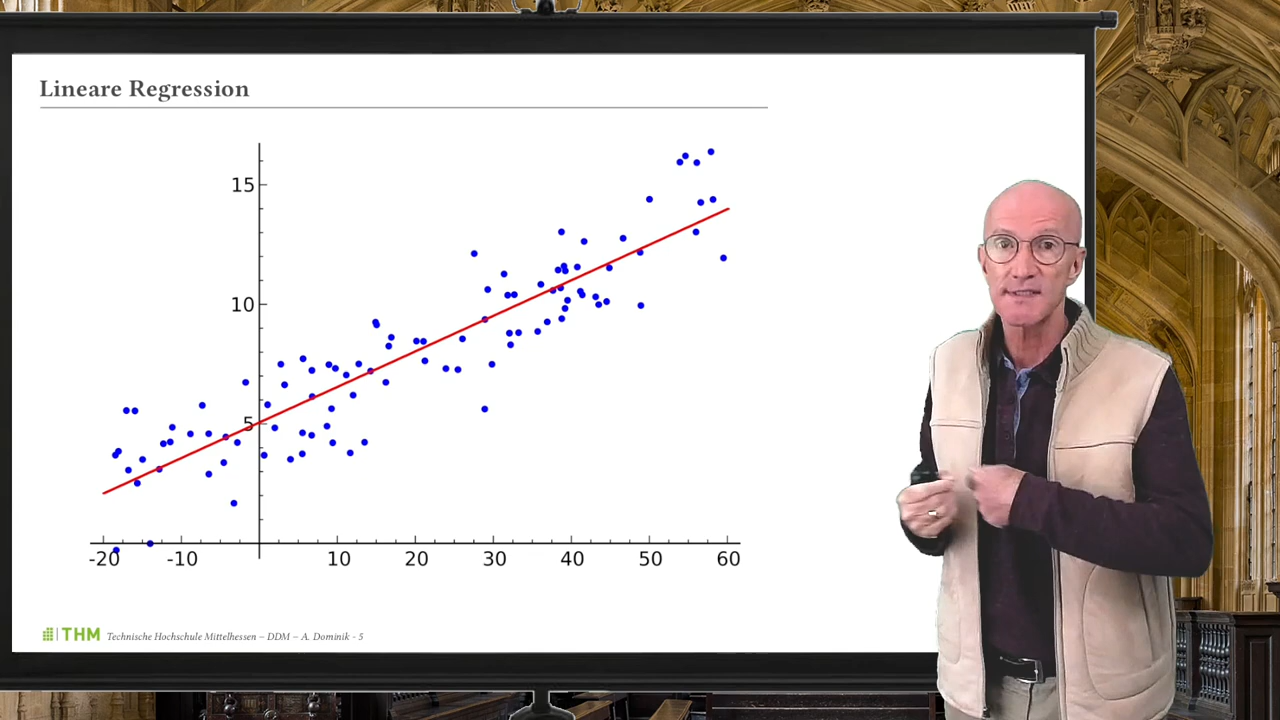 Lineare Regression
15
10
5
-20 -10 10 20 30 40 50 60
THM Technische Hochschule Mittelhessen – DDM – A. Dominik - 5